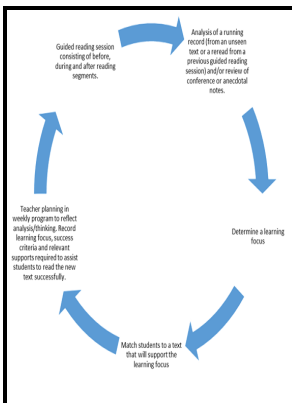 Guided reading session
consisting of before,
during and after reading
segments.
Analysis of a running
record (from an unseen
text or a reread from a
previous guided reading
session) and/or review of
conference or anecdotal
notes.
Determine a learning
focus
Match students to a text
that will support the
learning focus
Teacher planning in
weekly program to reflect
analysis/thinking. Record
learning focus, success
criteria and relevant
supports required to assist
students to read the new
text successfully.